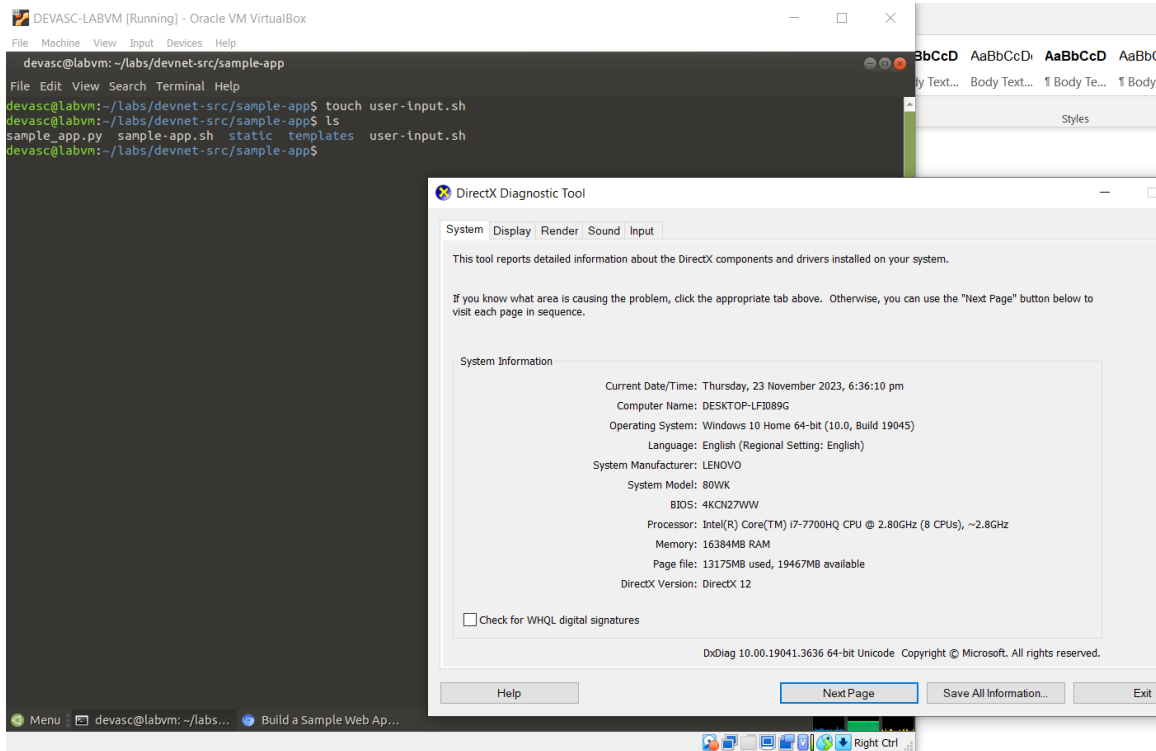 DEVASC-LABVM [Running] - Oracle VM VirtualBox
File Machine View Input Devices Help
devasc@labvm: ~/labs/devnet-src/sample-app
File Edit View Search Terminal Help
devasc@labvm:~/labs/devnet-src/sample-app$ touch user-input.sh
devasc@labvm:~/labs/devnet-src/sample-app$ ls
sample_app.py sample-app.sh static templates user-input.sh
devasc@labvm:~/labs/devnet-src/sample-app$
BbCcD AaBbCcD AaBbCcD AaBbC
dy Text... Body Text... ¶ Body Te... ¶ Body
Styles
DirectX Diagnostic Tool
System Display Render Sound Input
This tool reports detailed information about the DirectX components and drivers installed on your system.
If you know what area is causing the problem, click the appropriate tab above. Otherwise, you can use the "Next Page" button below to
visit each page in sequence.
System Information
Current Date/Time: Thursday, 23 November 2023, 6:36:10 pm
Computer Name: DESKTOP-LFI089G
Operating System: Windows 10 Home 64-bit (10.0, Build 19045)
Language: English (Regional Setting: English)
System Manufacturer: LENOVO
System Model: 80WK
BIOS: 4KCN27WW
Processor: Intel(R) Core(TM) i7-7700HQ CPU @ 2.80GHz (8 CPUs), ~2.8GHz
Memory: 16384MB RAM
Page file: 13175MB used, 19467MB available
DirectX Version: DirectX 12
Check for WHQL digital signatures
DxDiag 10.00.19041.3636 64-bit Unicode Copyright © Microsoft. All rights reserved.
Help Next Page Save All Information... Exit
Menu devasc@labvm: ~/labs... Build a Sample Web Ap...
Right Ctrl